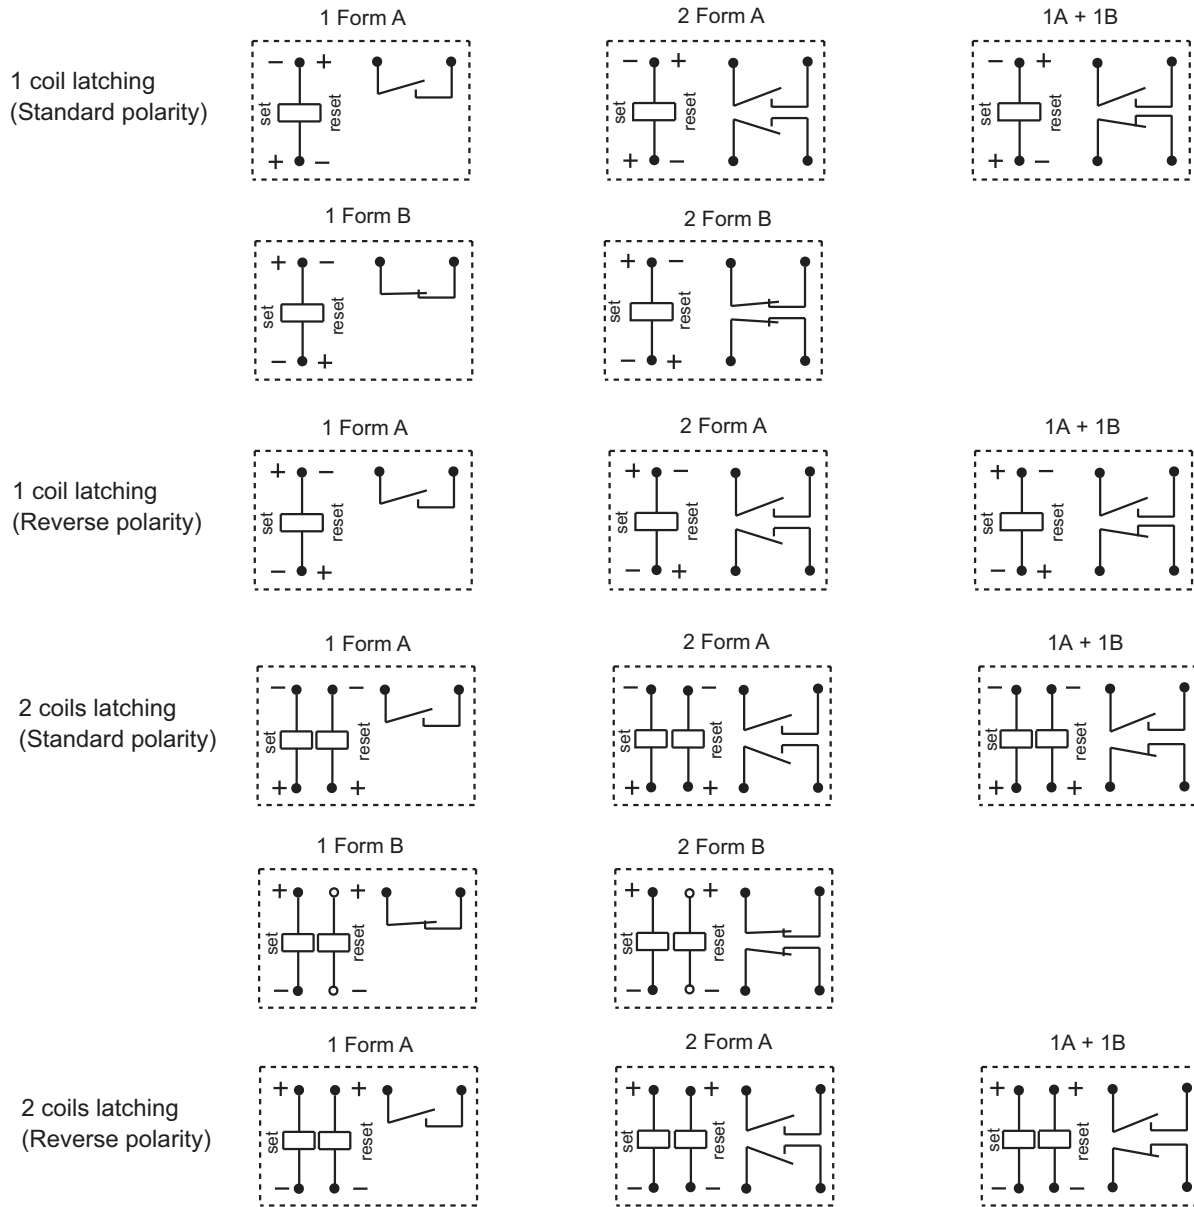 1 Form A
2 Form A
1A + 1B
1 coil latching
(Standard polarity)
− +
set
reset
+ −
− +
set
reset
+ −
− +
set
reset
+ −
1 Form B
2 Form B
+ −
set
reset
− +
+ −
set
reset
− +
1 Form A
2 Form A
1A + 1B
1 coil latching
(Reverse polarity)
+ −
set
reset
− +
+ −
set
reset
− +
+ −
set
reset
− +
1 Form A
2 Form A
1A + 1B
2 coils latching
(Standard polarity)
− −
set
reset
+ +
− −
set
reset
+ +
− −
set
reset
+ +
1 Form B
2 Form B
+ +
set
reset
− −
+ +
set
reset
− −
1 Form A
2 Form A
1A + 1B
2 coils latching
(Reverse polarity)
+ +
set
reset
− −
+ +
set
reset
− −
+ +
set
reset
− −